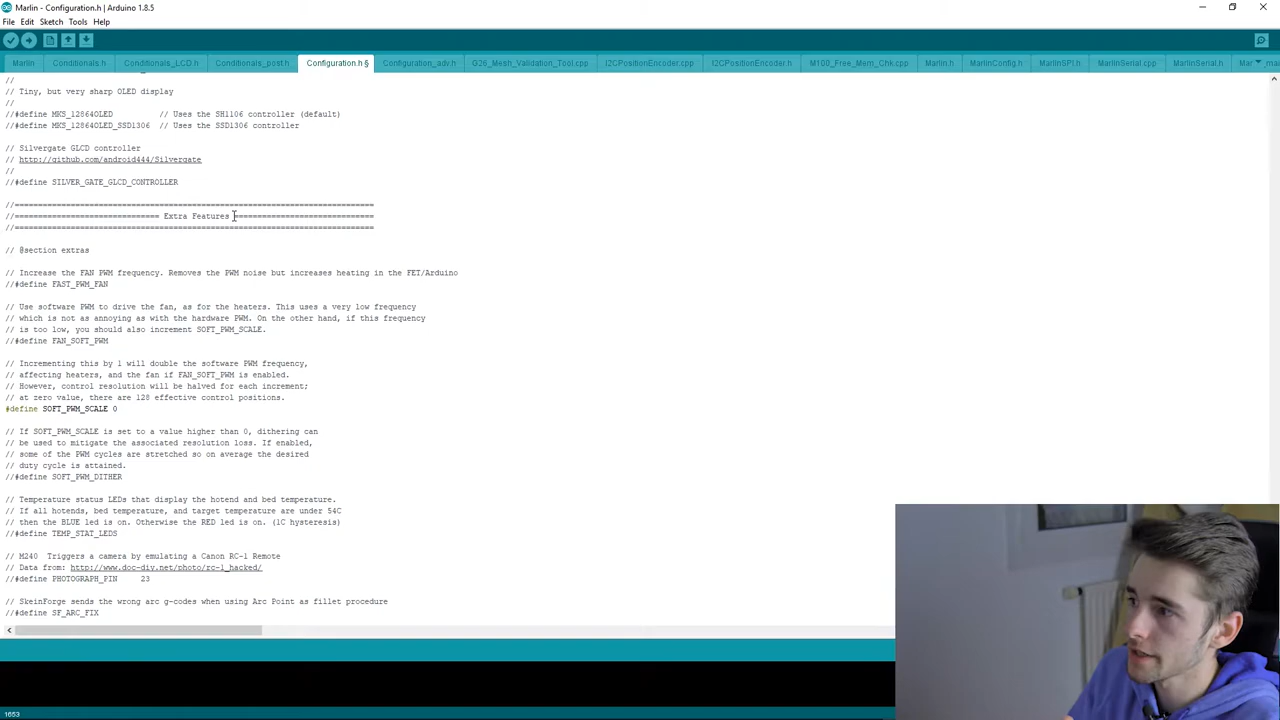 Marlin - Configuration.h | Arduino 1.8.5
File Edit Sketch Tools Help
Marlin Conditionals.h Conditionals_LCD.h Conditionals_post.h Configuration.h § Configuration_adv.h G26_Mesh_Validation_Tool.cpp I2CPositionEncoder.cpp I2CPositionEncoder.h M100_Free_Mem_Chk.cpp Marlin.h MarlinConfig.h MarlinSPI.h MarlinSerial.cpp MarlinSerial.h
//
// Tiny, but very sharp OLED display
//
//#define MKS_12864OLED // Uses the SH1106 controller (default)
//#define MKS_12864OLED_SSD1306 // Uses the SSD1306 controller
// Silvergate GLCD controller
// http://github.com/android444/Silvergate
//
//#define SILVER_GATE_GLCD_CONTROLLER
//=============================================================================
//=============================== Extra Features ==============================
//=============================================================================
// @section extras
// Increase the FAN PWM frequency. Removes the PWM noise but increases heating in the FET/Arduino
//#define FAST_PWM_FAN
// Use software PWM to drive the fan, as for the heaters. This uses a very low frequency
// which is not as annoying as with the hardware PWM. On the other hand, if this frequency
// is too low, you should also increment SOFT_PWM_SCALE.
//#define FAN_SOFT_PWM
// Incrementing this by 1 will double the software PWM frequency,
// affecting heaters, and the fan if FAN_SOFT_PWM is enabled.
// However, control resolution will be halved for each increment;
// at zero value, there are 128 effective control positions.
#define SOFT_PWM_SCALE 0
// If SOFT_PWM_SCALE is set to a value higher than 0, dithering can
// be used to mitigate the associated resolution loss. If enabled,
// some of the PWM cycles are stretched so on average the desired
// duty cycle is attained.
//#define SOFT_PWM_DITHER
// Temperature status LEDs that display the hotend and bed temperature.
// If all hotends, bed temperature, and target temperature are under 54C
// then the BLUE led is on. Otherwise the RED led is on. (1C hysteresis)
//#define TEMP_STAT_LEDS
// M240 Triggers a camera by emulating a Canon RC-1 Remote
// Data from: http://www.doc-diy.net/photo/rc-1_hacked/
//#define PHOTOGRAPH_PIN 23
// SkeinForge sends the wrong arc g-codes when using Arc Point as fillet procedure
//#define SF_ARC_FIX
1653